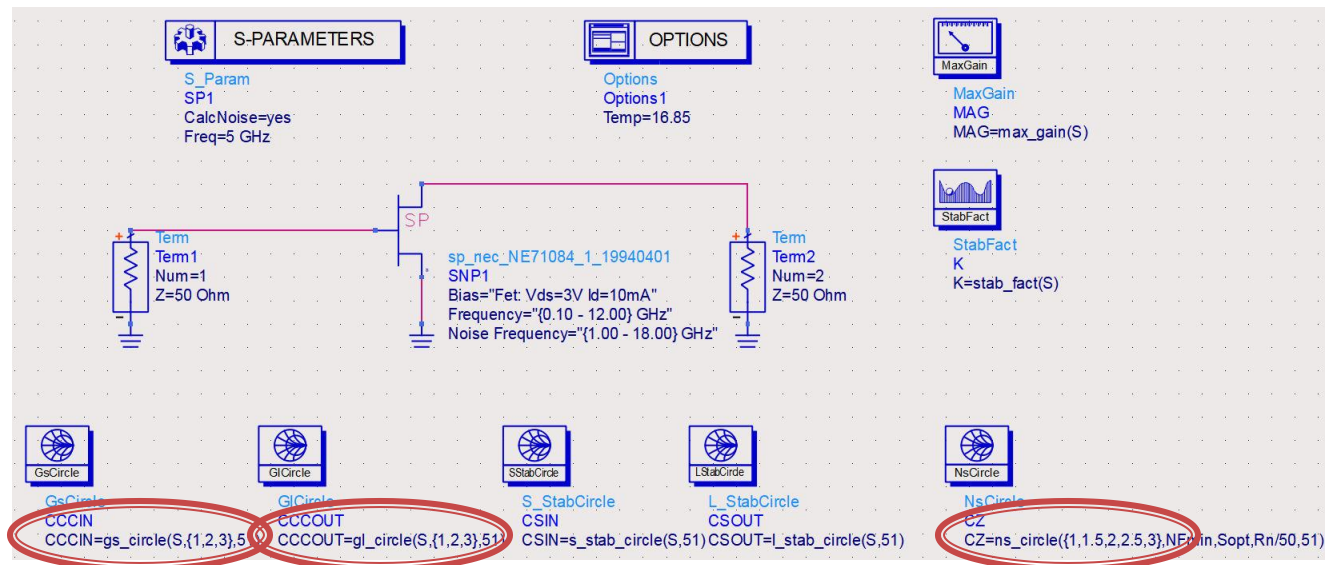 S-PARAMETERS
S_Param
SP1
CalcNoise=yes
Freq=5 GHz
OPTIONS
Options
Options1
Temp=16.85
MaxGain
MaxGain
MAG
MAG=max_gain(S)
SP
+
Term
Term1
Num=1
Z=50 Ohm
-
sp_nec_NE71084_1_19940401
SNP1
Bias="Fet: Vds=3V Id=10mA"
Frequency="{0.10 - 12.00} GHz"
Noise Frequency="{1.00 - 18.00} GHz"
+
Term
Term2
Num=2
Z=50 Ohm
-
StabFact
StabFact
K
K=stab_fact(S)
GsCircle
GsCircle
CCCIN
CCCIN=gs_circle(S,{1,2,3},5
GlCircle
GlCircle
CCCOUT
CCCOUT=gl_circle(S,{1,2,3},51)
SStabCircle
S_StabCircle
CSIN
CSIN=s_stab_circle(S,51)
LStabCircle
L_StabCircle
CSOUT
CSOUT=l_stab_circle(S,51)
NsCircle
NsCircle
CZ
CZ=ns_circle({1,1.5,2,2.5,3},NFmin,Sopt,Rn/50,51)